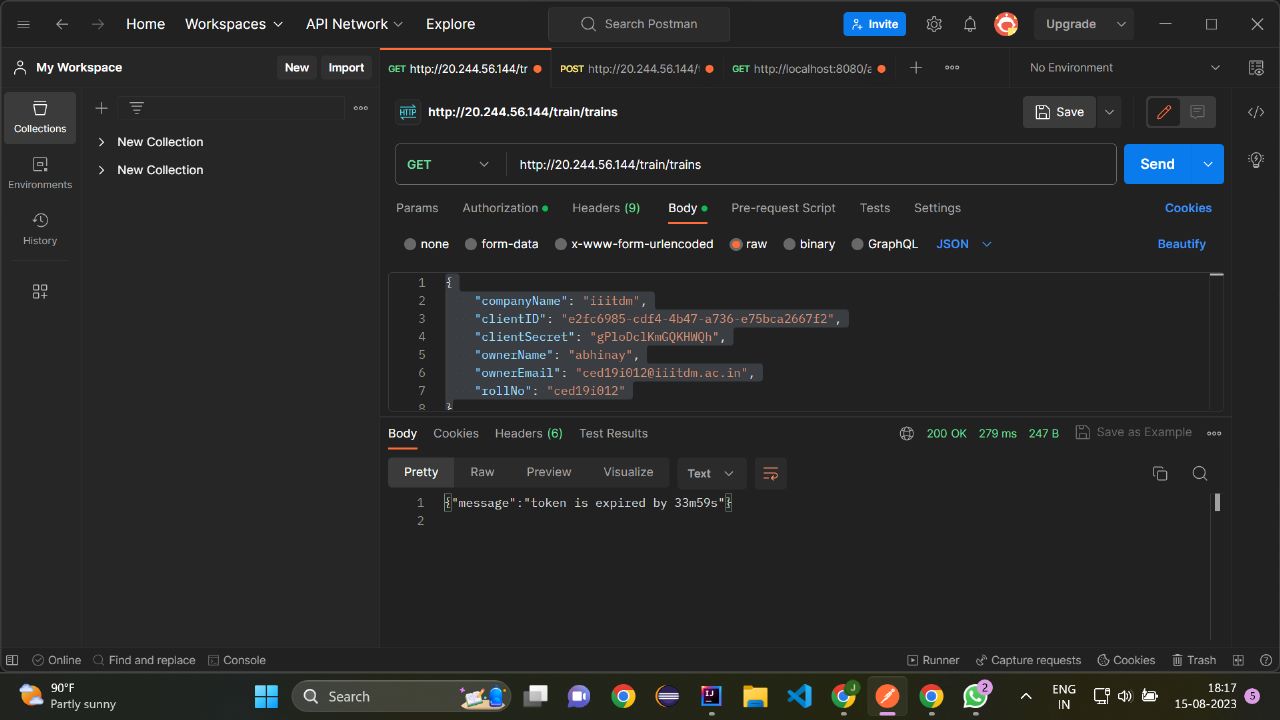 Home Workspaces API Network Explore Search Postman Invite Upgrade
My Workspace New Import GET http://20.244.56.144/tr POST http://20.244.56.144/ GET http://localhost:8080/a No Environment
Collections
New Collection
New Collection
Environments
History
HTTP http://20.244.56.144/train/trains Save
GET http://20.244.56.144/train/trains Send
Params Authorization Headers (9) Body Pre-request Script Tests Settings Cookies
none form-data x-www-form-urlencoded raw binary GraphQL JSON Beautify
1 {
2 "companyName": "iiitdm",
3 "clientID": "e2fc6985-cdf4-4b47-a736-e75bca2667f2",
4 "clientSecret": "gPloDclKmGQKHWQh",
5 "ownerName": "abhinay",
6 "ownerEmail": "ced19i012@iiitdm.ac.in",
7 "rollNo": "ced19i012"
8 }
Body Cookies Headers (6) Test Results 200 OK 279 ms 247 B Save as Example
Pretty Raw Preview Visualize Text
1 {"message":"token is expired by 33m59s"}
2
Online Find and replace Console Runner Capture requests Cookies Trash
90°F
Partly sunny
Search
J
2
ENG
IN
18:17
15-08-2023
5